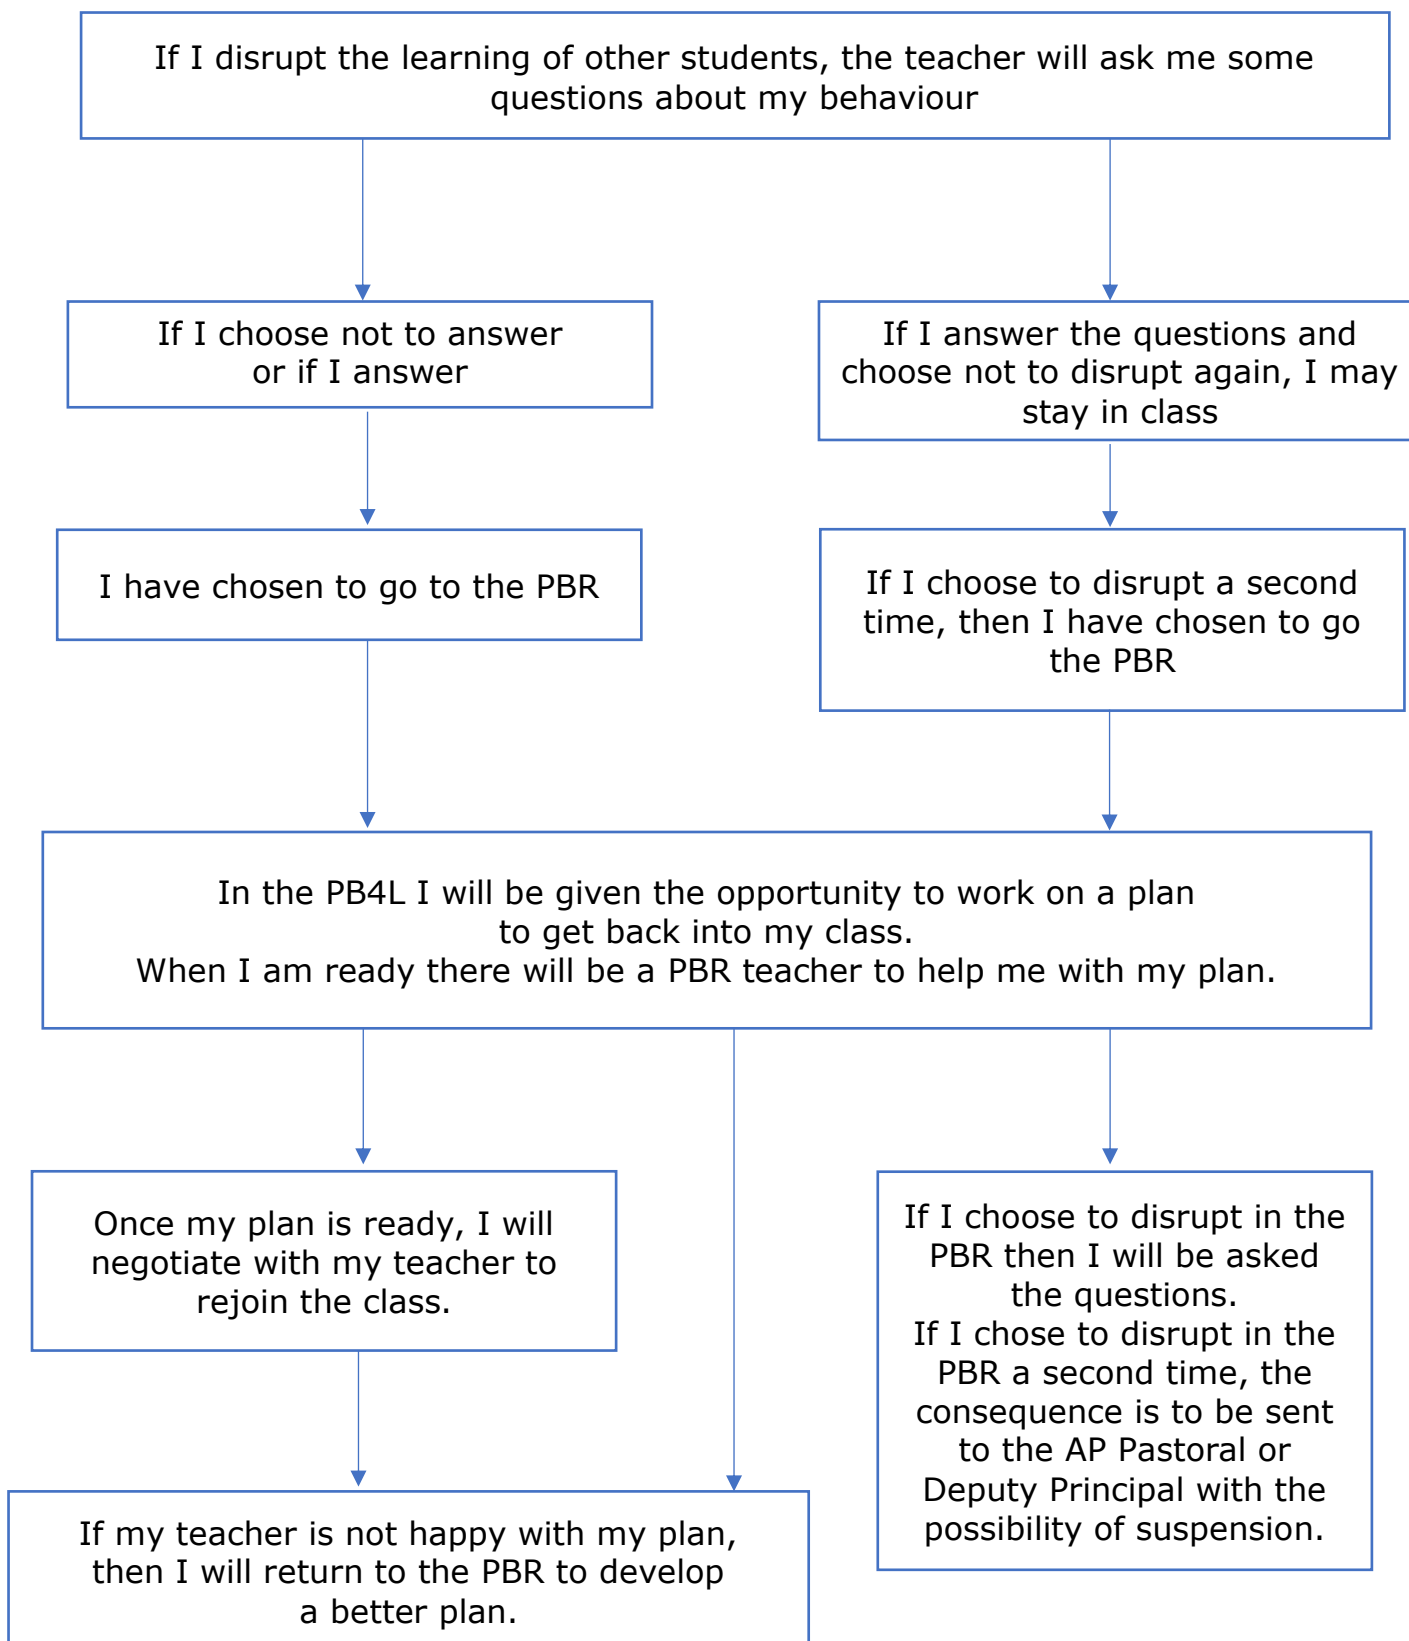 If I disrupt the learning of other students, the teacher will ask me some
questions about my behaviour
If I choose not to answer
or if I answer
If I answer the questions and
choose not to disrupt again, I may
stay in class
I have chosen to go to the PBR
If I choose to disrupt a second
time, then I have chosen to go
the PBR
In the PB4L I will be given the opportunity to work on a plan
to get back into my class.
When I am ready there will be a PBR teacher to help me with my plan.
Once my plan is ready, I will
negotiate with my teacher to
rejoin the class.
If I choose to disrupt in the
PBR then I will be asked
the questions.
If I chose to disrupt in the
PBR a second time, the
consequence is to be sent
to the AP Pastoral or
Deputy Principal with the
possibility of suspension.
If my teacher is not happy with my plan,
then I will return to the PBR to develop
a better plan.